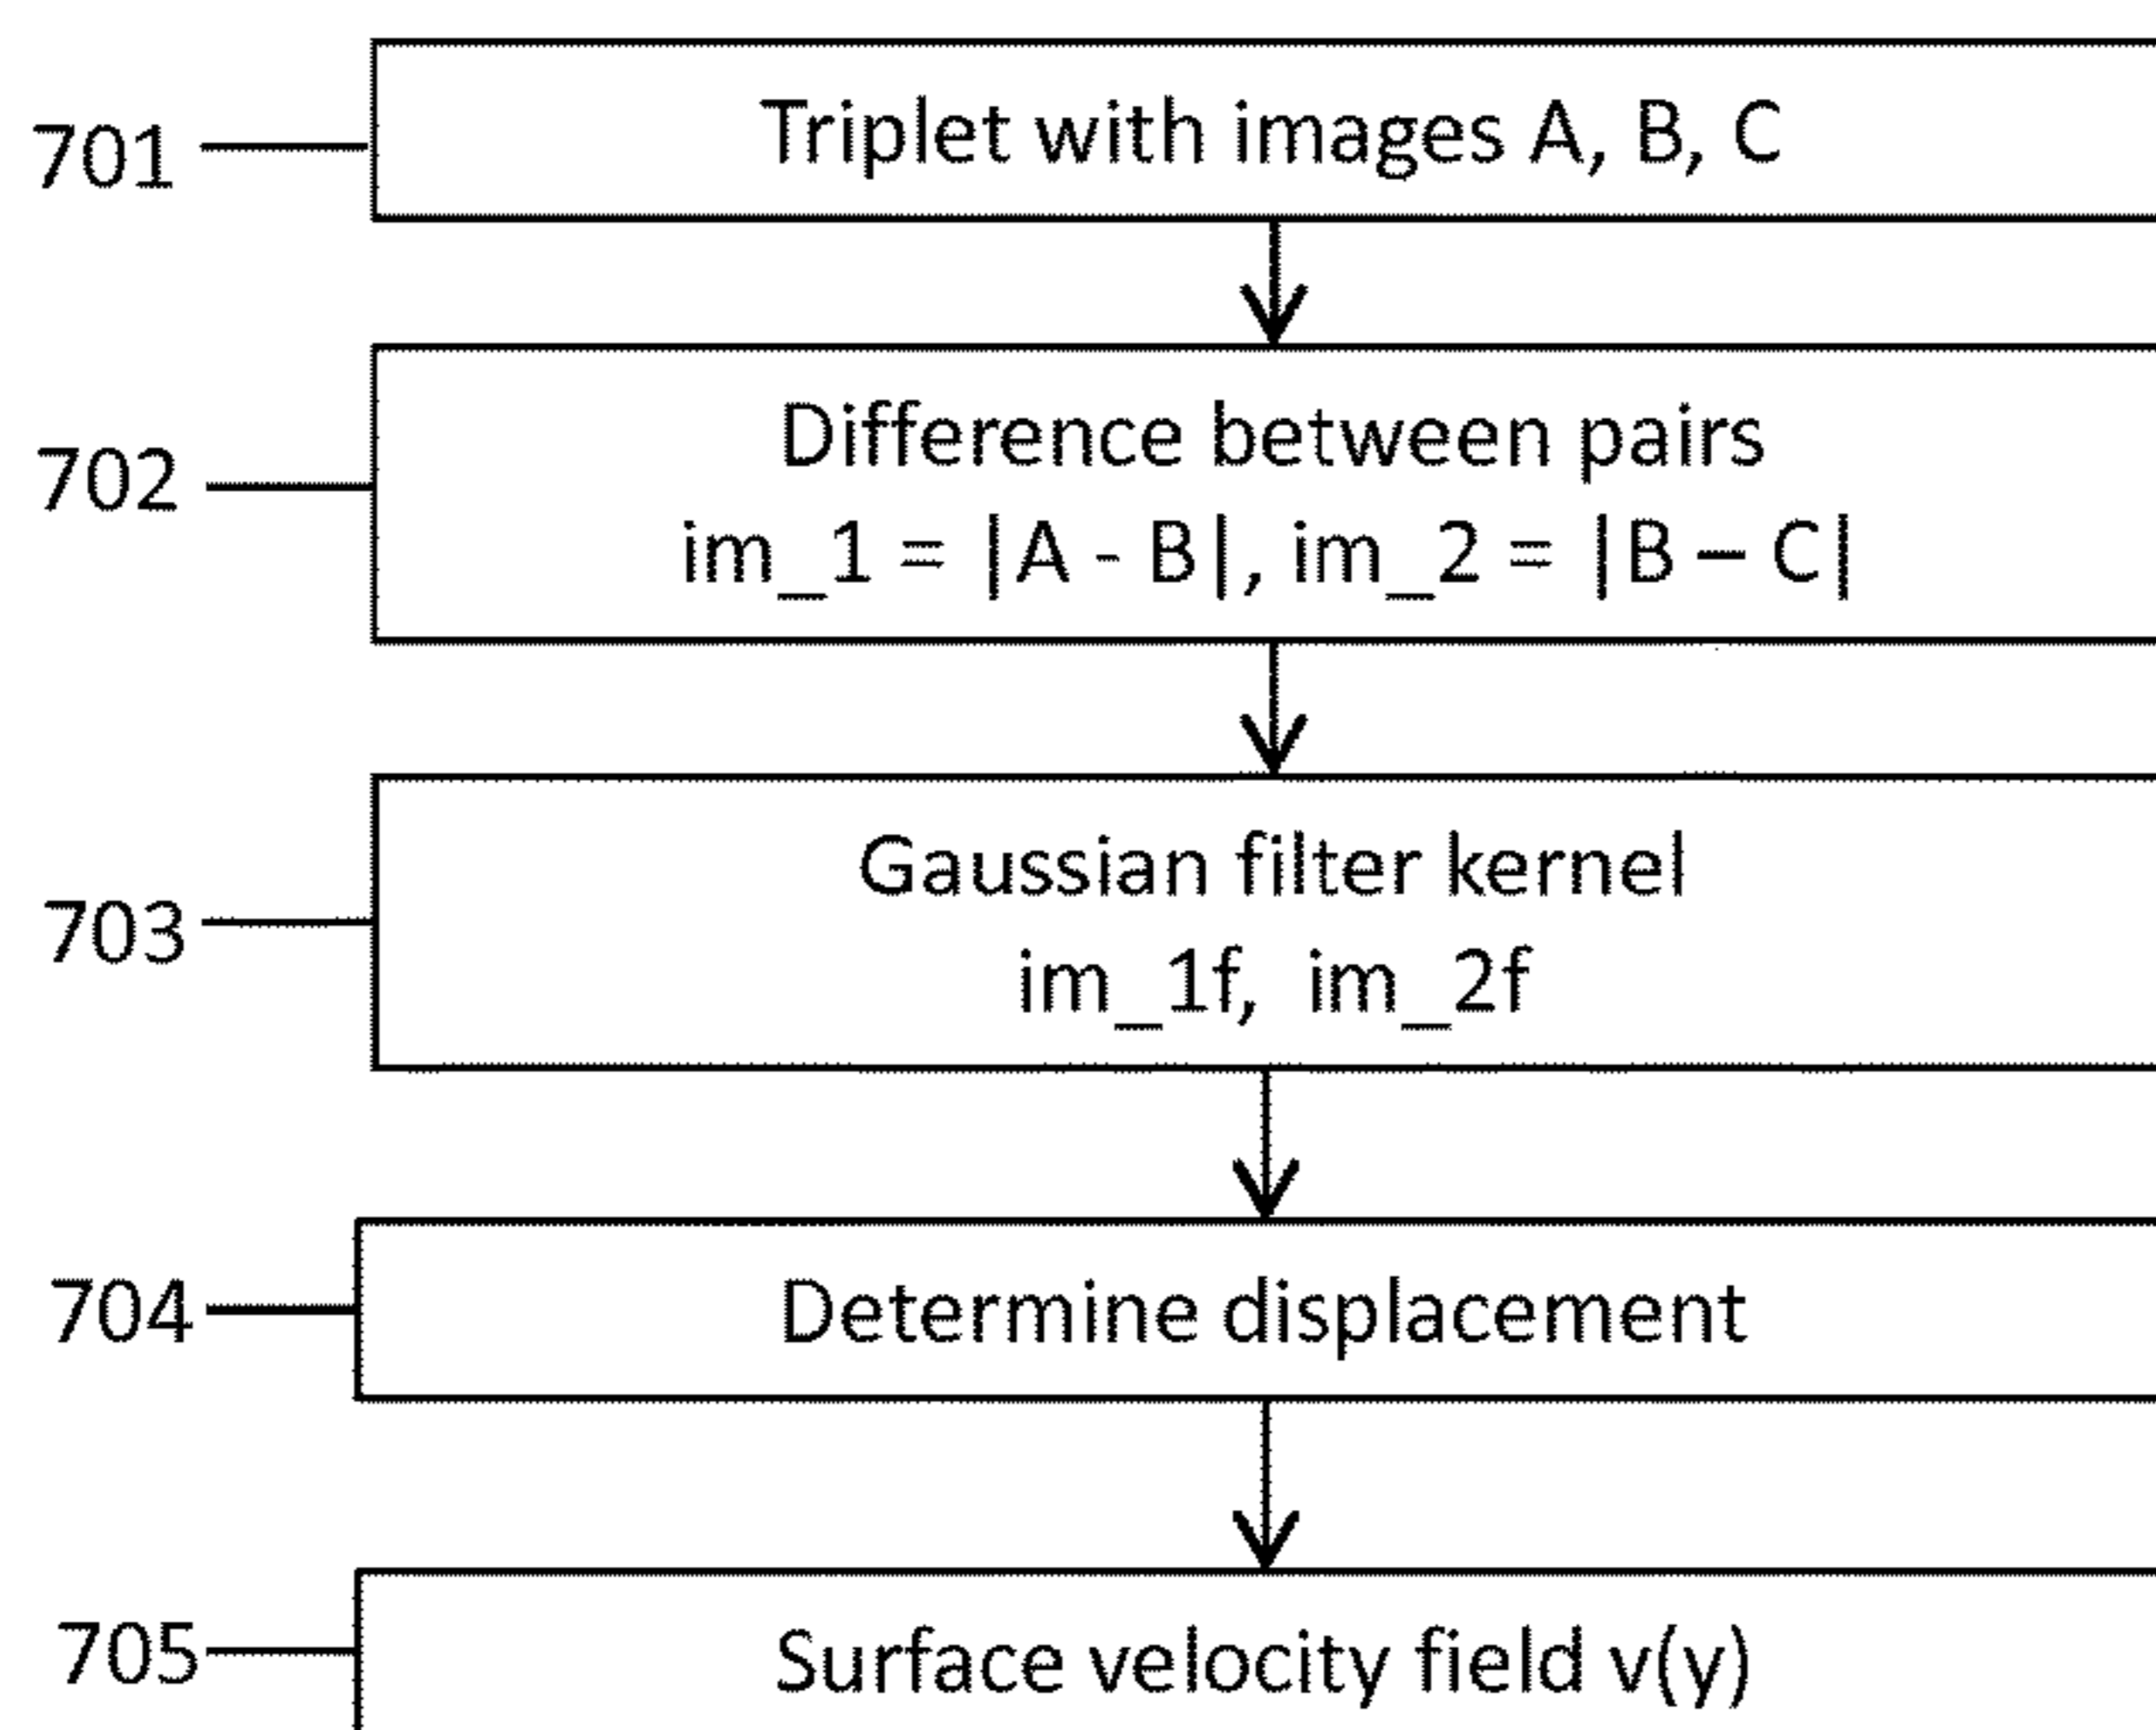 701
Triplet with images A, B, C
702
Difference between pairs
im_1 = |A - B|, im_2 = |B – C|
703
Gaussian filter kernel
im_1f, im_2f
704
Determine displacement
705
Surface velocity field v(y)